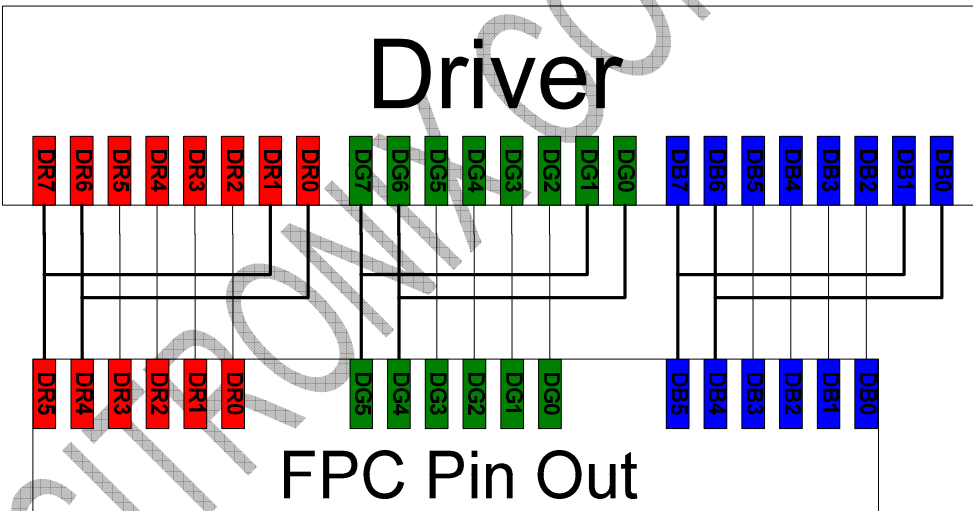 Driver
DR7 DR6 DR5 DR4 DR3 DR2 DR1 DR0 DG7 DG6 DG5 DG4 DG3 DG2 DG1 DG0 DB7 DB6 DB5 DB4 DB3 DB2 DB1 DB0
DR5 DR4 DR3 DR2 DR1 DR0 DG5 DG4 DG3 DG2 DG1 DG0 DB5 DB4 DB3 DB2 DB1 DB0
FPC Pin Out